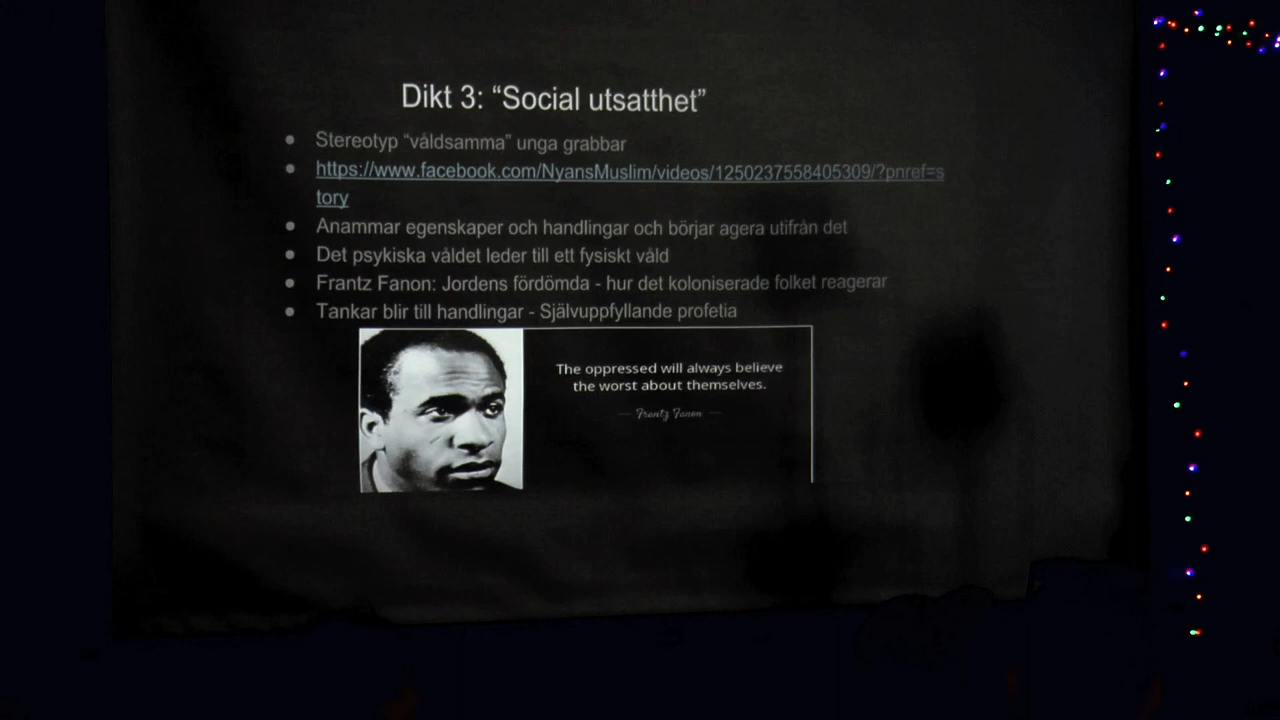 Dikt 3: “Social utsatthet”
● Stereotyp “våldsamma” unga grabbar
● https://www.facebook.com/NyansMuslim/videos/1250237558405309/?pnref=s
tory
● Anammar egenskaper och handlingar och börjar agera utifrån det
● Det psykiska våldet leder till ett fysiskt våld
● Frantz Fanon: Jordens fördömda - hur det koloniserade folket reagerar
● Tankar blir till handlingar - Självuppfyllande profetia
The oppressed will always believe
the worst about themselves.
— Frantz Fanon —